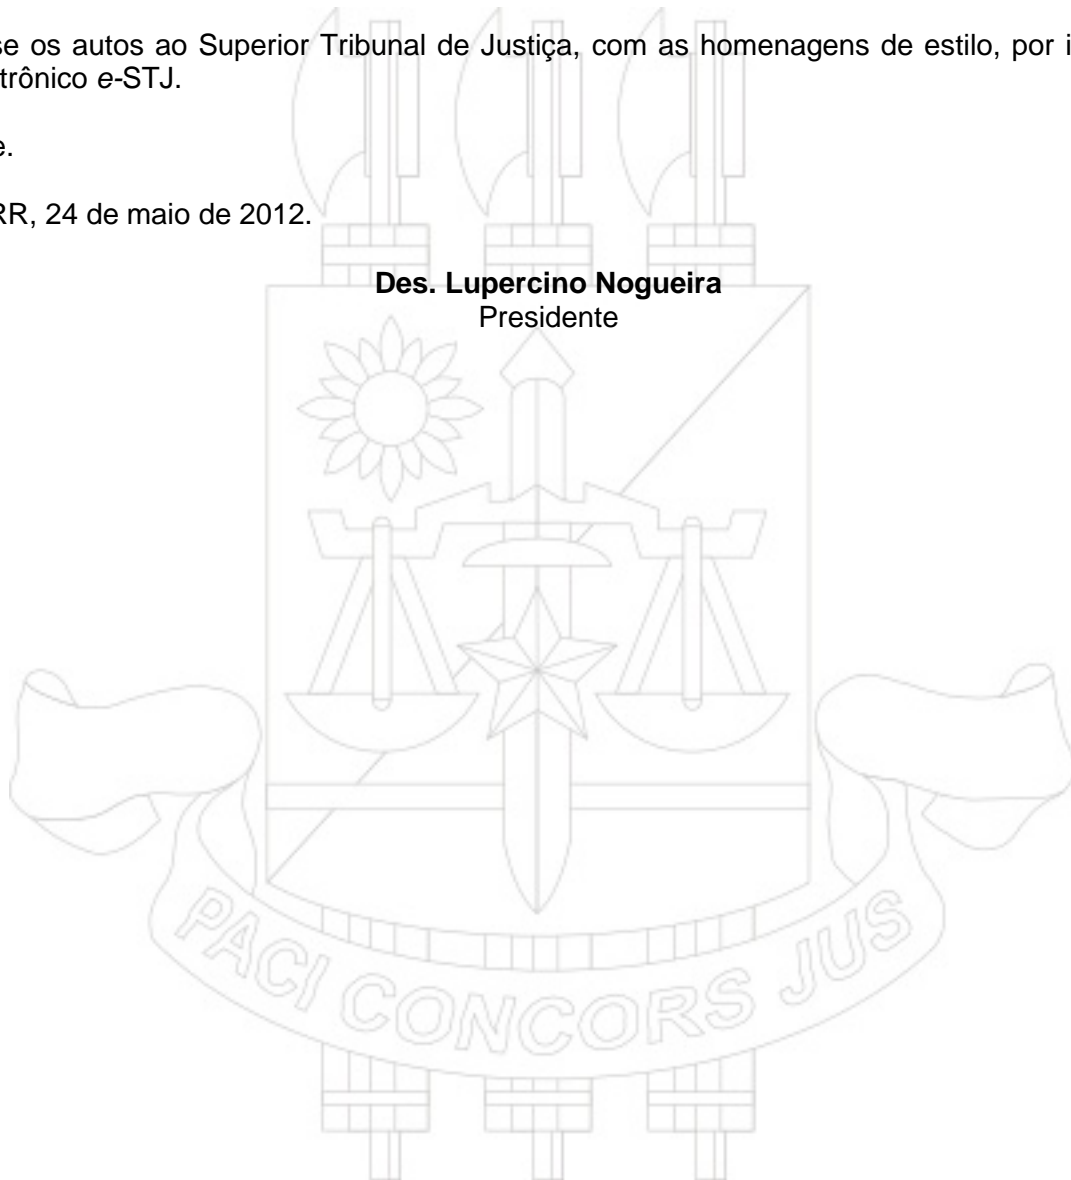 se os autos ao Superior Tribunal de Justiça, com as homenagens de estilo, por i
trônico e-STJ.
e.
RR, 24 de maio de 2012.
Des. Lupercino Nogueira
Presidente
PACI CONCORS JUS